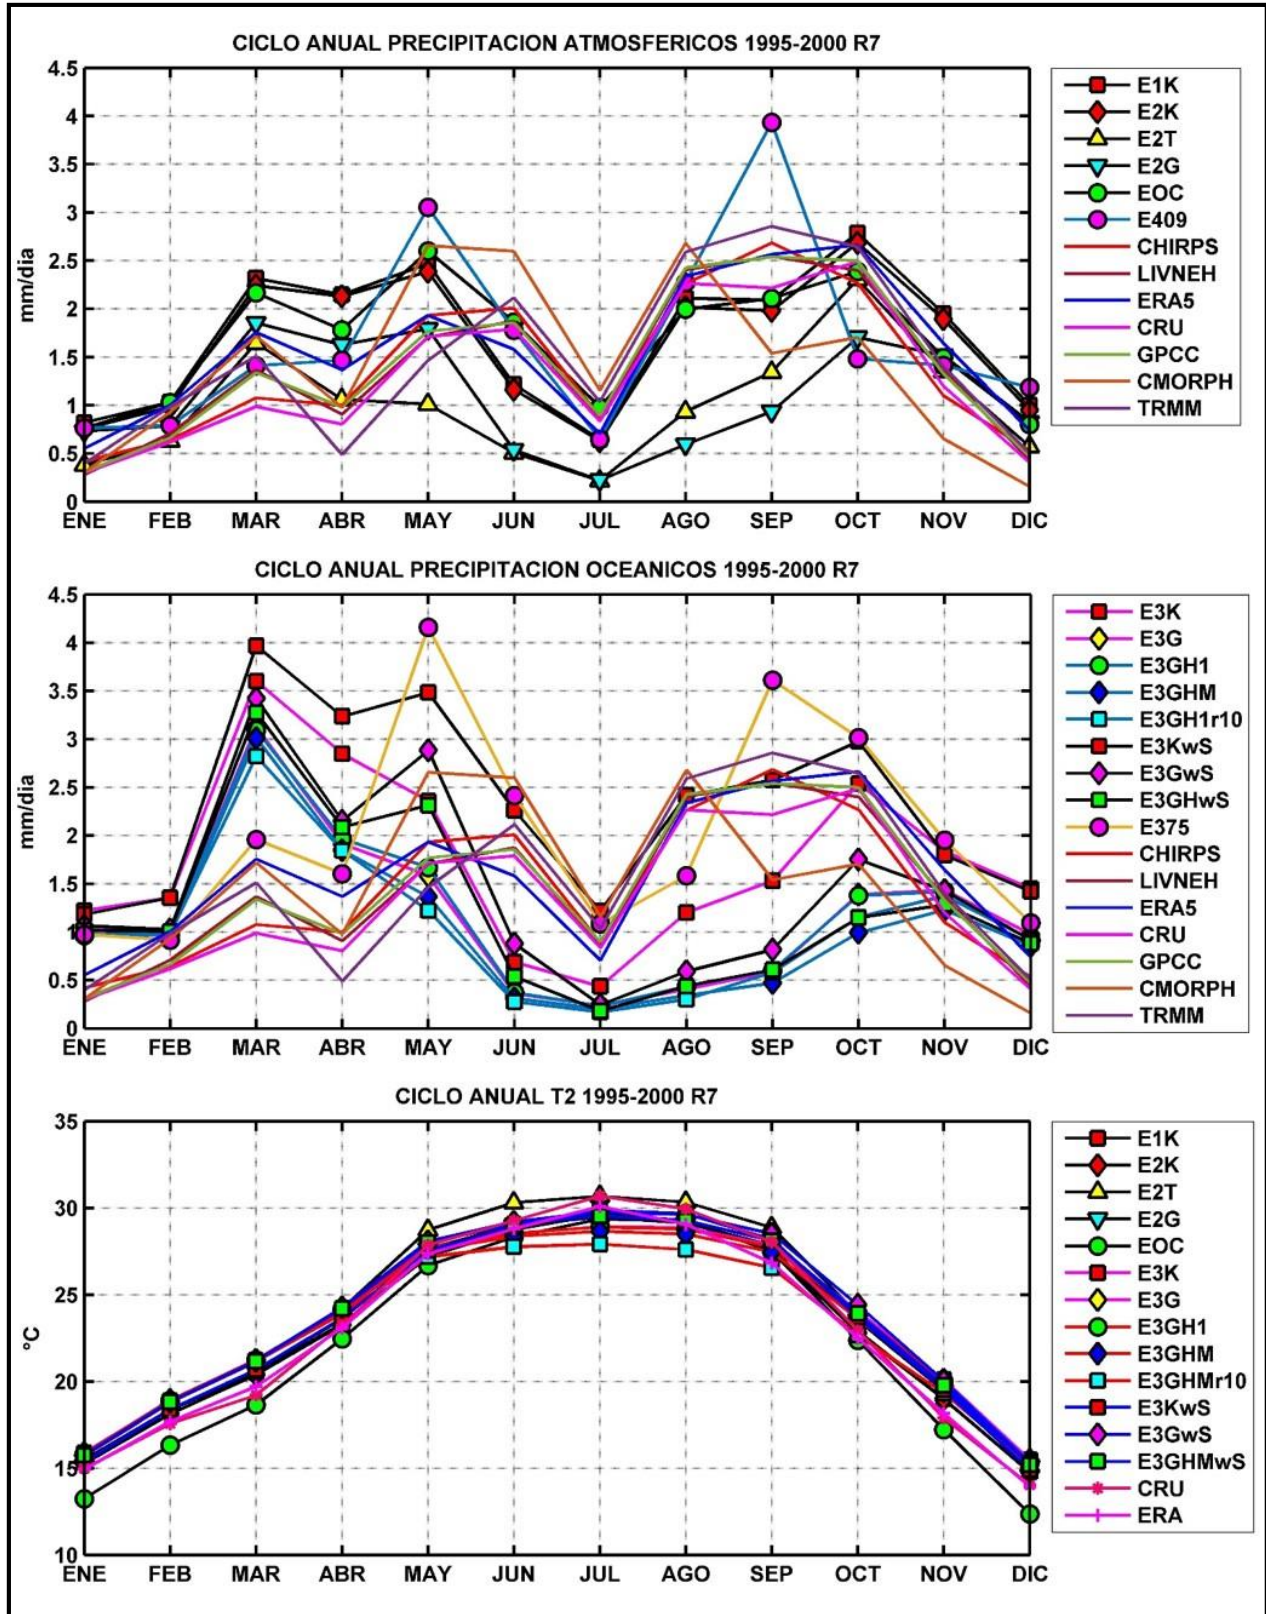 CICLO ANUAL PRECIPITACION ATMOSFERICOS 1995-2000 R7
mm/dia
4.5
4
3.5
3
2.5
2
1.5
1
0.5
0
ENE FEB MAR ABR MAY JUN JUL AGO SEP OCT NOV DIC
E1K
E2K
E2T
E2G
EOC
E409
CHIRPS
LIVNEH
ERA5
CRU
GPCC
CMORPH
TRMM
CICLO ANUAL PRECIPITACION OCEANICOS 1995-2000 R7
mm/dia
4.5
4
3.5
3
2.5
2
1.5
1
0.5
0
ENE FEB MAR ABR MAY JUN JUL AGO SEP OCT NOV DIC
E3K
E3G
E3GH1
E3GHM
E3GH1r10
E3KwS
E3GwS
E3GHwS
E375
CHIRPS
LIVNEH
ERA5
CRU
GPCC
CMORPH
TRMM
CICLO ANUAL T2 1995-2000 R7
°C
35
30
25
20
15
10
ENE FEB MAR ABR MAY JUN JUL AGO SEP OCT NOV DIC
E1K
E2K
E2T
E2G
EOC
E3K
E3G
E3GH1
E3GHM
E3GHMr10
E3KwS
E3GwS
E3GHMwS
CRU
ERA